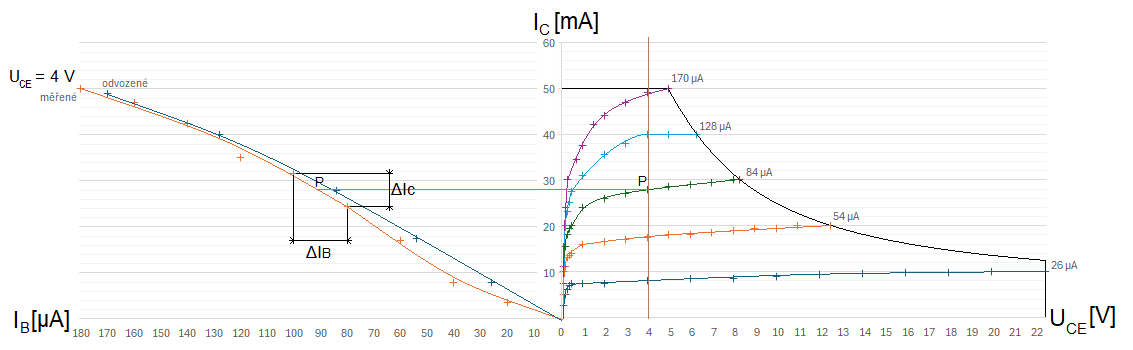 I_C [mA]
60
U_CE = 4 V
odvozené
měřené
170 µA
50
128 µA
40
84 µA
P
P
30
ΔIc
54 µA
20
ΔIB
26 µA
10
I_B [µA]
180 170 160 150 140 130 120 110 100 90 80 70 60 50 40 30 20 10 0 1 2 3 4 5 6 7 8 9 10 11 12 13 14 15 16 17 18 19 20 21 22
U_CE [V]